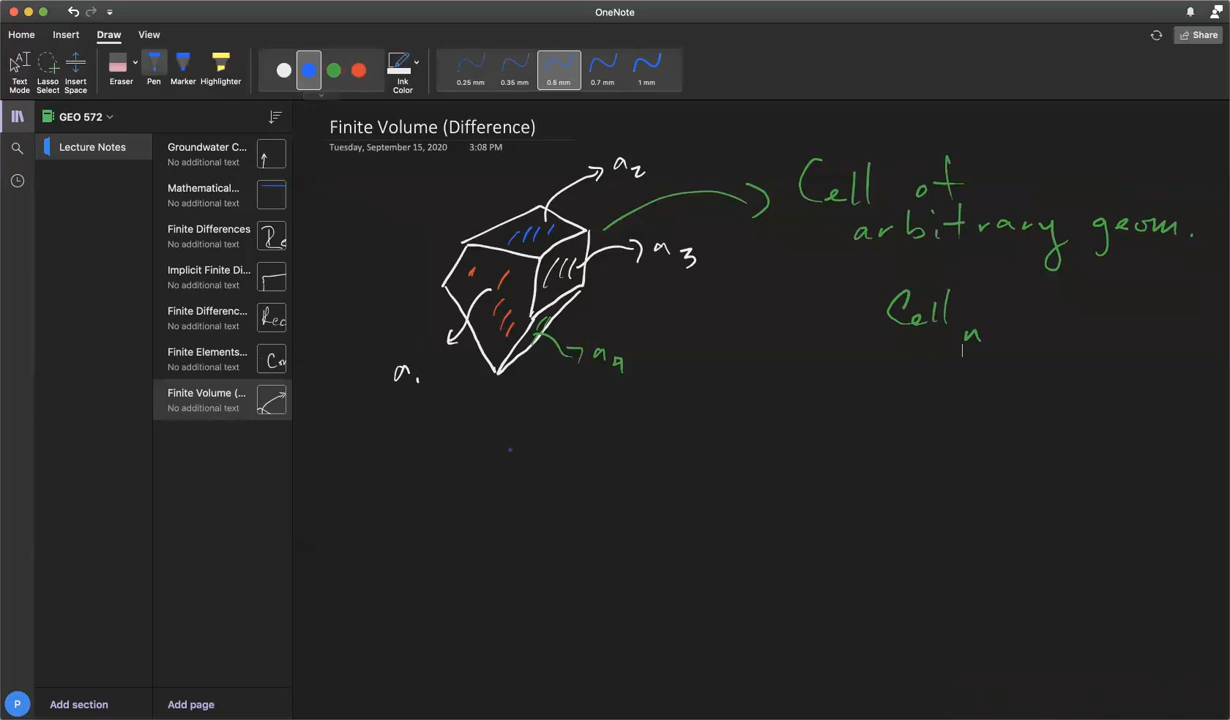 OneNote
Home Insert Draw View
Share
Text Mode
Lasso Select
Insert Space
Eraser
Pen
Marker
Highlighter
Ink Color
0.25 mm
0.35 mm
0.5 mm
0.7 mm
1 mm
GEO 572
Lecture Notes
Groundwater C...
No additional text
Mathematical...
No additional text
Finite Differences
No additional text
Implicit Finite Di...
No additional text
Finite Differenc...
No additional text
Finite Elements...
No additional text
Finite Volume (...
No additional text
Finite Volume (Difference)
Tuesday, September 15, 2020 3:08 PM
a2
a3
a4
a1
Cell of
arbitrary geom.
Cell n
P
Add section
Add page